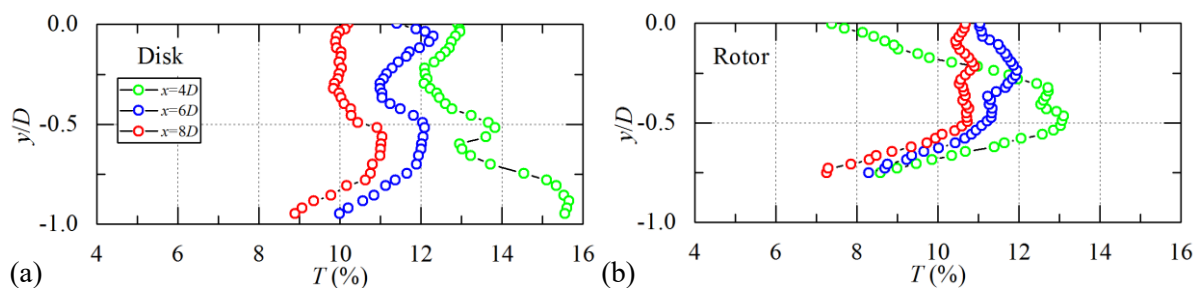 (a)
y/D
0.0
-0.5
-1.0
Disk
x=4D
x=6D
x=8D
4 6 8 10 12 14 16
T (%)
(b)
y/D
0.0
-0.5
-1.0
Rotor
4 6 8 10 12 14 16
T (%)